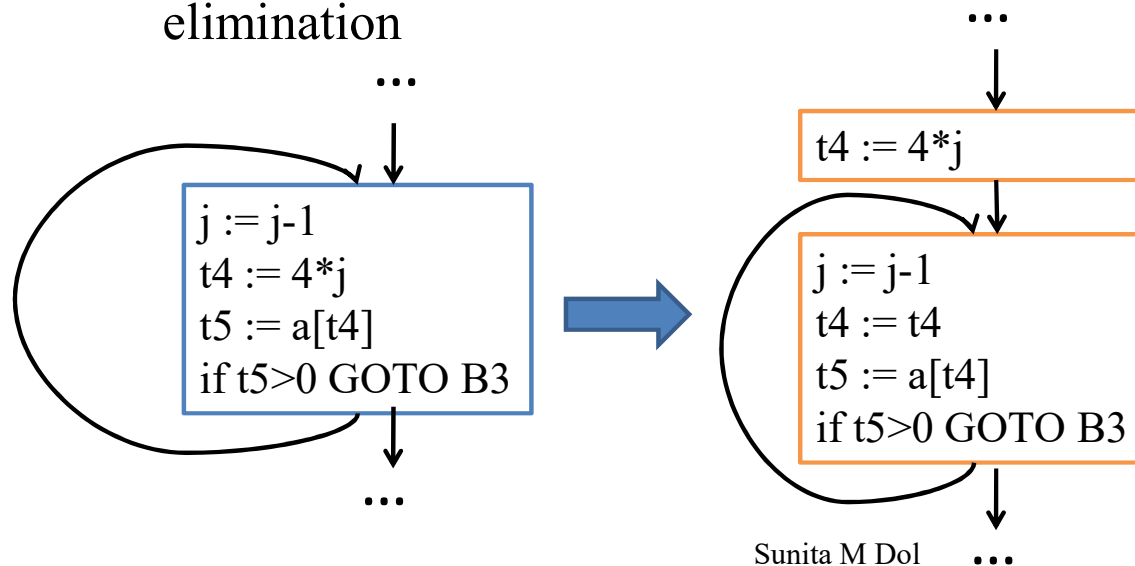 elimination
...
j := j-1
t4 := 4*j
t5 := a[t4]
if t5>0 GOTO B3
...
...
t4 := 4*j
j := j-1
t4 := t4
t5 := a[t4]
if t5>0 GOTO B3
Sunita M Dol
...